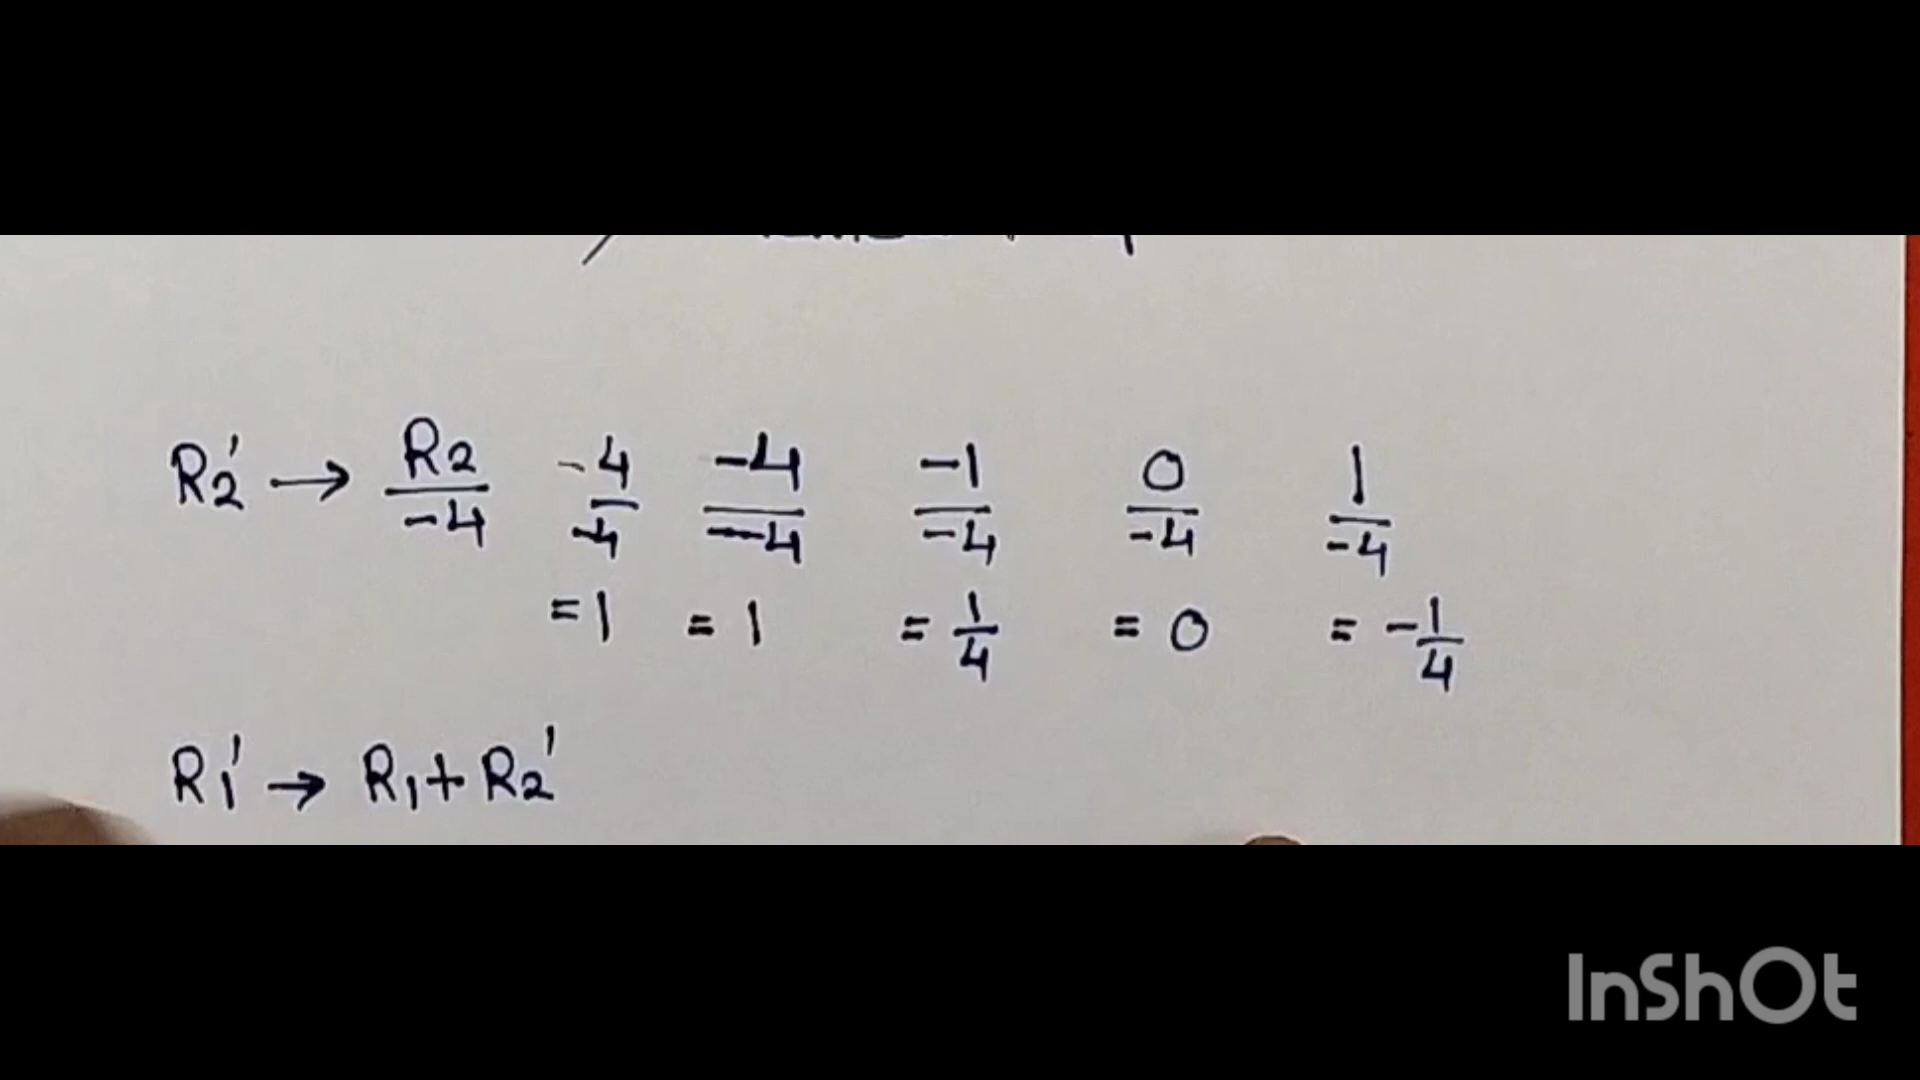 R2' → R2/-4 -4/-4 -4/-4 -1/-4 0/-4 1/-4
=1 =1 =1/4 =0 =-1/4
R1' → R1+R2'
InShOt